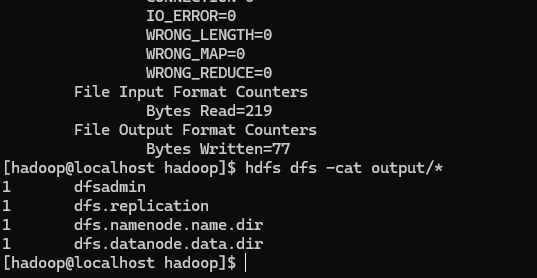 IO_ERROR=0
WRONG_LENGTH=0
WRONG_MAP=0
WRONG_REDUCE=0
File Input Format Counters
Bytes Read=219
File Output Format Counters
Bytes Written=77
[hadoop@localhost hadoop]$ hdfs dfs -cat output/*
1 dfsadmin
1 dfs.replication
1 dfs.namenode.name.dir
1 dfs.datanode.data.dir
[hadoop@localhost hadoop]$